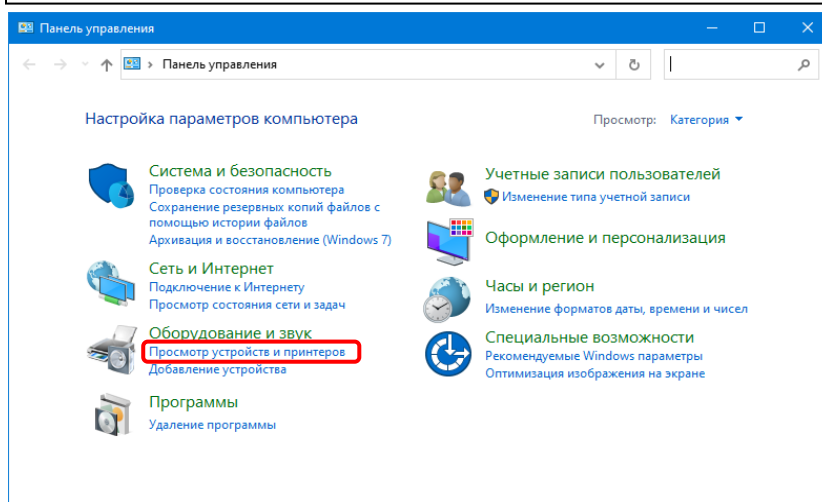 Панель управления
Панель управления
Настройка параметров компьютера
Просмотр: Категория
Система и безопасность
Проверка состояния компьютера
Сохранение резервных копий файлов с
помощью истории файлов
Архивация и восстановление (Windows 7)
Сеть и Интернет
Подключение к Интернету
Просмотр состояния сети и задач
Оборудование и звук
Просмотр устройств и принтеров
Добавление устройства
Программы
Удаление программы
Учетные записи пользователей
Изменение типа учетной записи
Оформление и персонализация
Часы и регион
Изменение форматов даты, времени и чисел
Специальные возможности
Рекомендуемые Windows параметры
Оптимизация изображения на экране